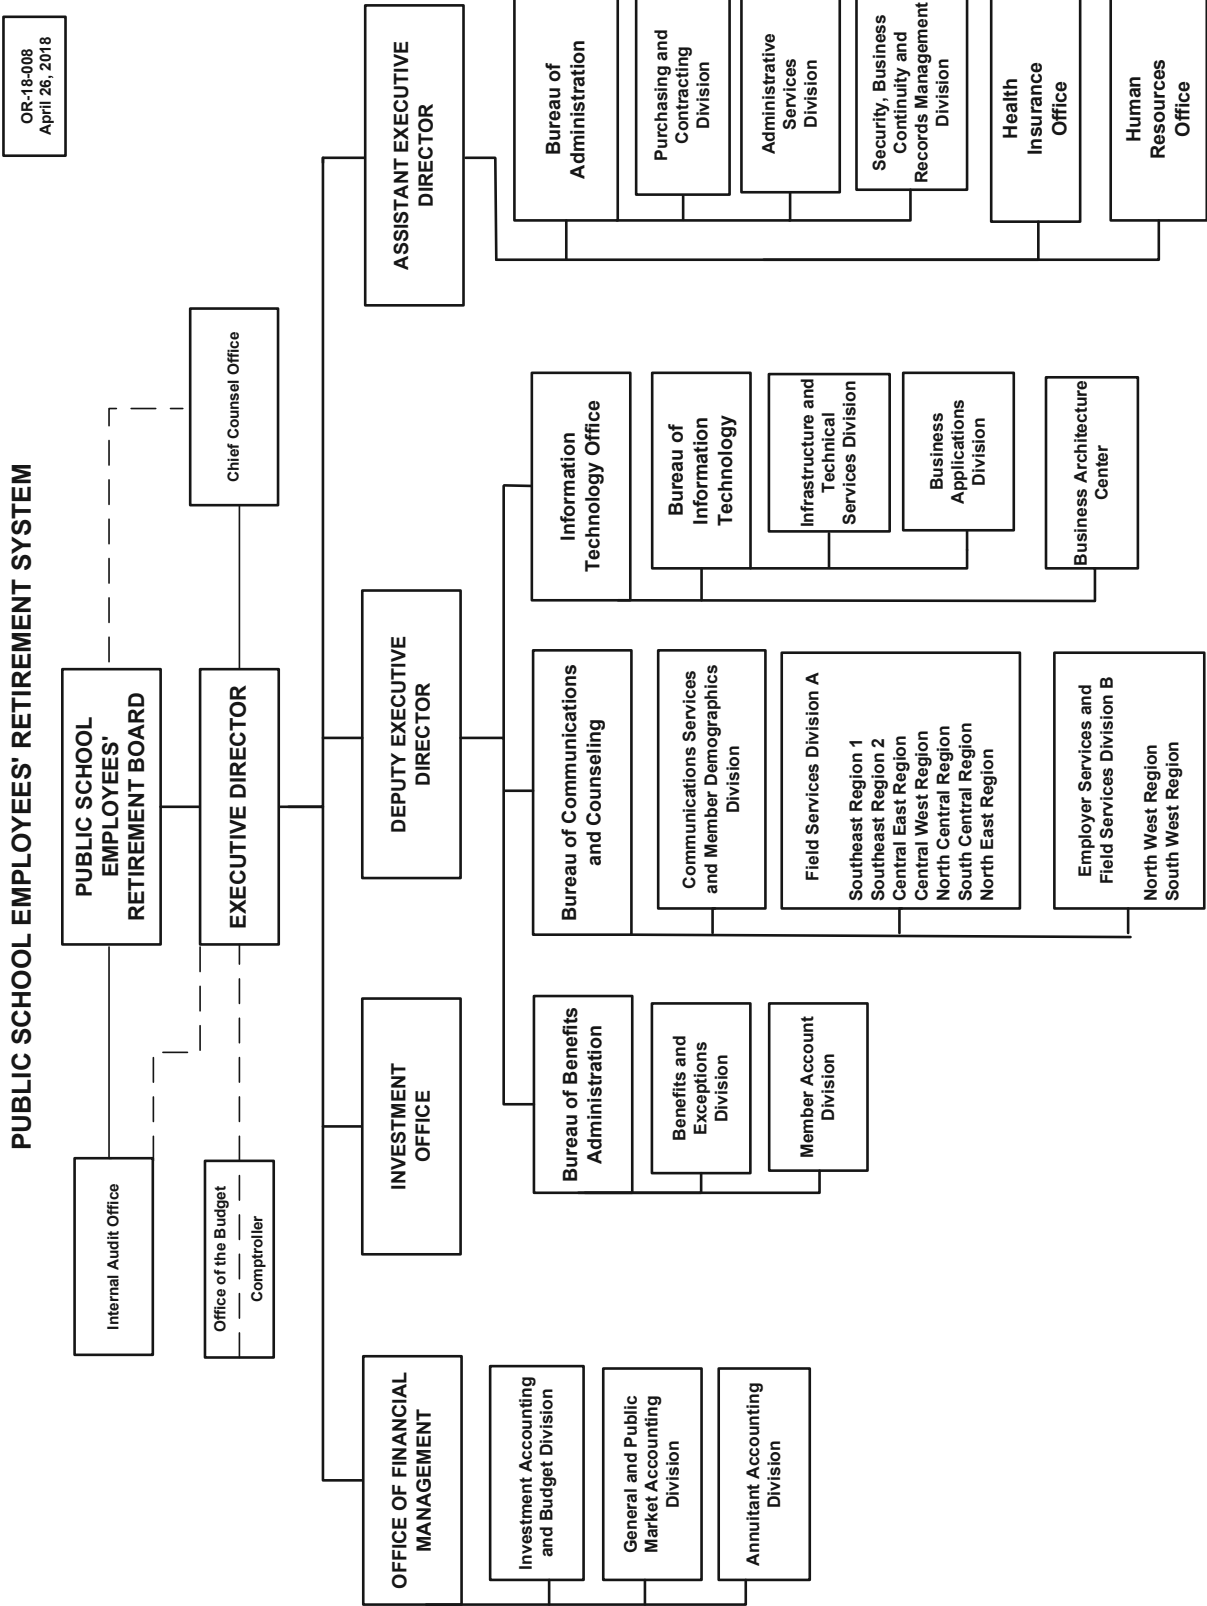 OR-18-008
April 26, 2018
PUBLIC SCHOOL EMPLOYEES' RETIREMENT SYSTEM
PUBLIC SCHOOL
EMPLOYEES'
RETIREMENT BOARD
Internal Audit Office
EXECUTIVE DIRECTOR
Chief Counsel Office
Office of the Budget
Comptroller
OFFICE OF FINANCIAL
MANAGEMENT
Investment Accounting
and Budget Division
General and Public
Market Accounting
Division
Annuitant Accounting
Division
INVESTMENT
OFFICE
DEPUTY EXECUTIVE
DIRECTOR
Bureau of Benefits
Administration
Benefits and
Exceptions
Division
Member Account
Division
Bureau of Communications
and Counseling
Communications Services
and Member Demographics
Division
Field Services Division A
Southeast Region 1
Southeast Region 2
Central East Region
Central West Region
North Central Region
South Central Region
North East Region
Employer Services and
Field Services Division B
North West Region
South West Region
Information
Technology Office
Bureau of
Information
Technology
Infrastructure and
Technical
Services Division
Business
Applications
Division
Business Architecture
Center
ASSISTANT EXECUTIVE
DIRECTOR
Bureau of
Administration
Purchasing and
Contracting
Division
Administrative
Services
Division
Security, Business
Continuity and
Records Management
Division
Health
Insurance
Office
Human
Resources
Office